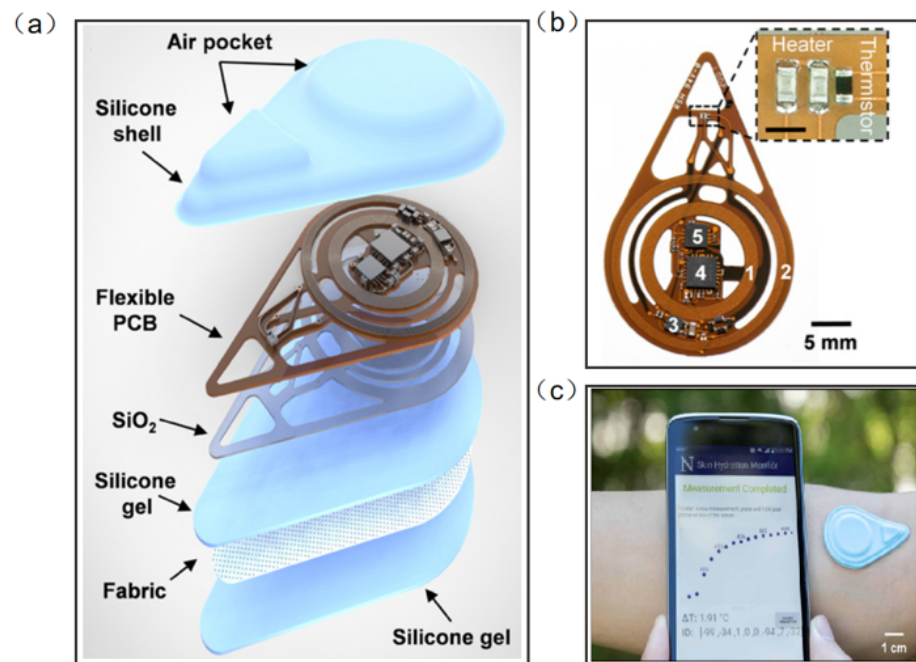 (a)
Air pocket
Silicone
shell
Flexible
PCB
SiO₂
Silicone
gel
Fabric
Silicone gel
(b)
Heater
Thermistor
5
4
1
2
3
5 mm
(c)
N Skin Hydration Monitor
Measurement Completed
ΔT: 1.91 °C
1 cm